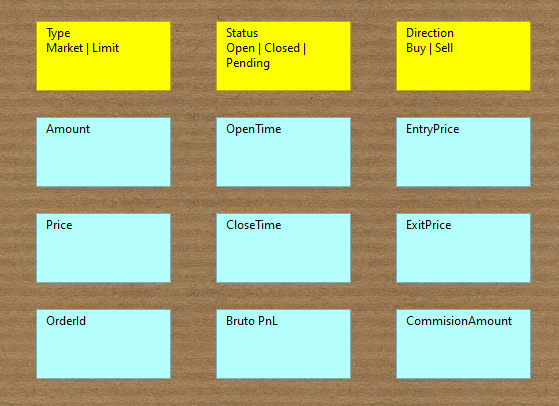 Type
Market | Limit
Status
Open | Closed |
Pending
Direction
Buy | Sell
Amount
OpenTime
EntryPrice
Price
CloseTime
ExitPrice
OrderId
Bruto PnL
CommisionAmount